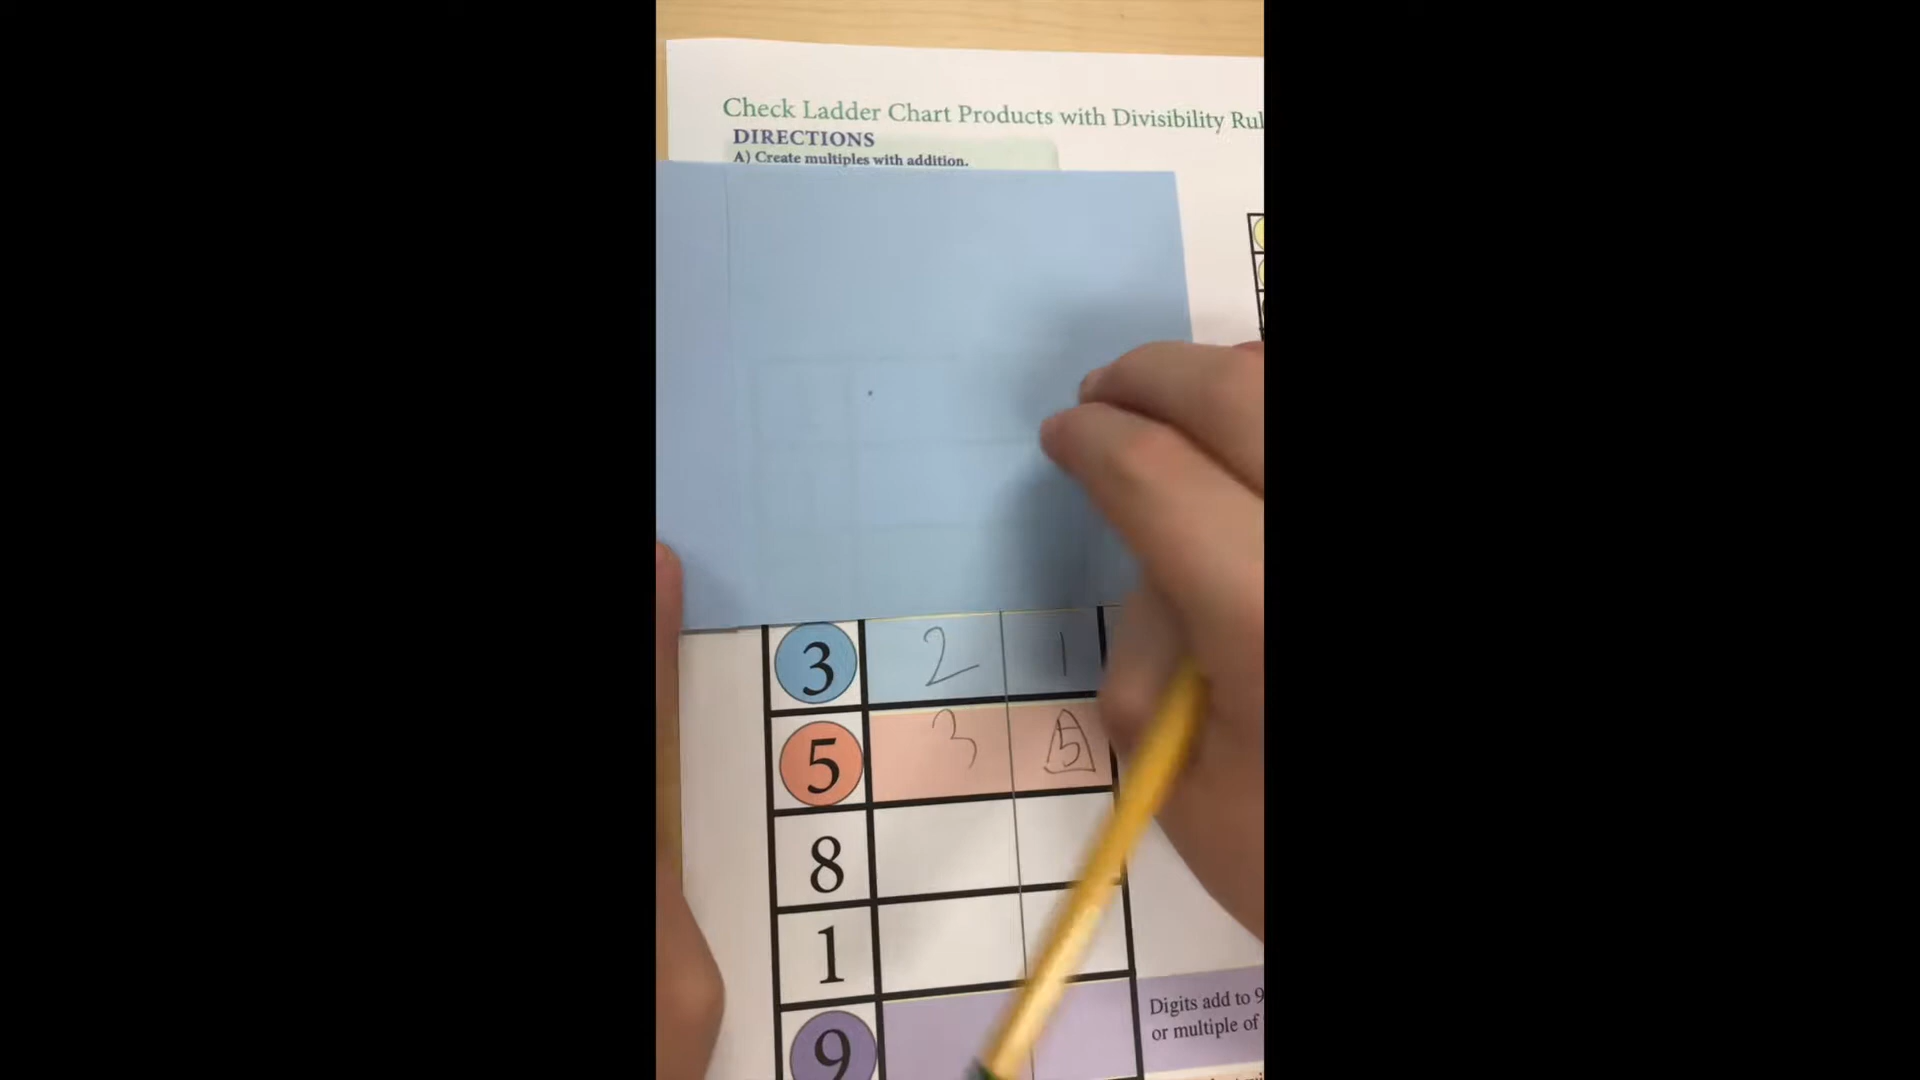 Check Ladder Chart Products with Divisibility Rul
DIRECTIONS
A) Create multiples with addition.
3 2 1
5 3 5
8
1
9
Digits add to 9
or multiple of